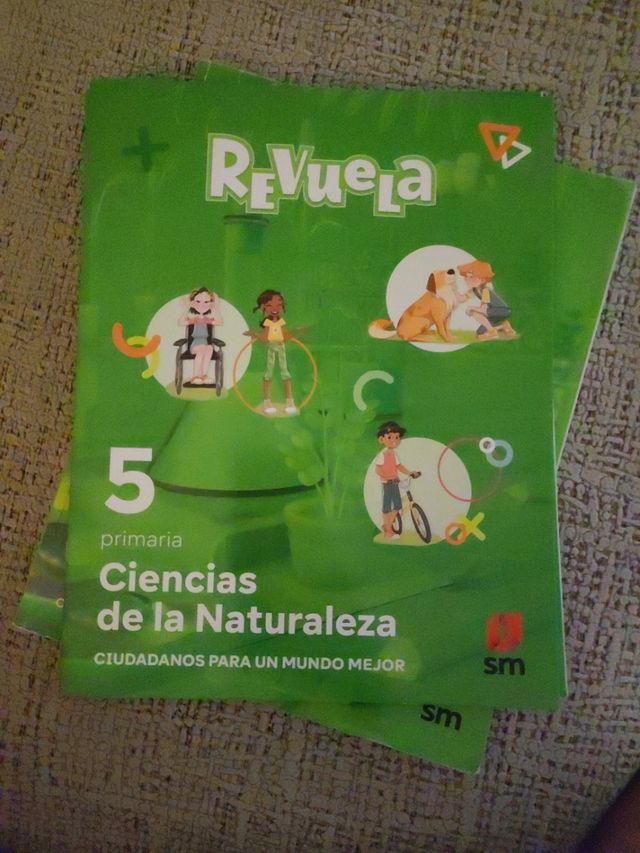 Revuela
5
primaria
Ciencias
de la Naturaleza
CIUDADANOS PARA UN MUNDO MEJOR
sm
sm